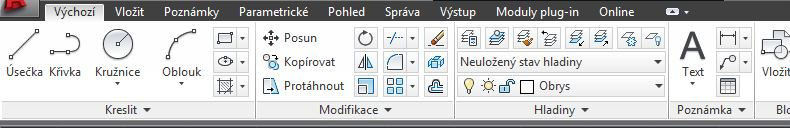 Výchozí Vložit Poznámky Parametrické Pohled Správa Výstup Moduly plug-in Online
Úsečka Křivka Kružnice Oblouk
Kreslit
Posun
Kopírovat
Protáhnout
Modifikace
Neuložený stav hladiny
Obrys
Hladiny
A
Text
Poznámka
Vložit
Blo